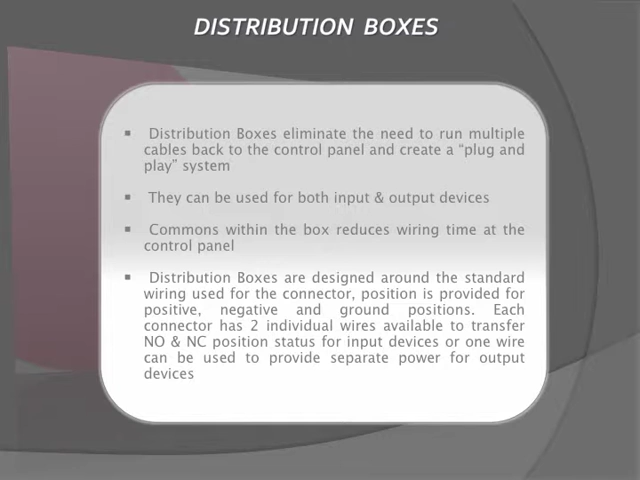 DISTRIBUTION BOXES
▪ Distribution Boxes eliminate the need to run multiple
cables back to the control panel and create a “plug and
play” system
▪ They can be used for both input & output devices
▪ Commons within the box reduces wiring time at the
control panel
▪ Distribution Boxes are designed around the standard
wiring used for the connector, position is provided for
positive, negative and ground positions. Each
connector has 2 individual wires available to transfer
NO & NC position status for input devices or one wire
can be used to provide separate power for output
devices